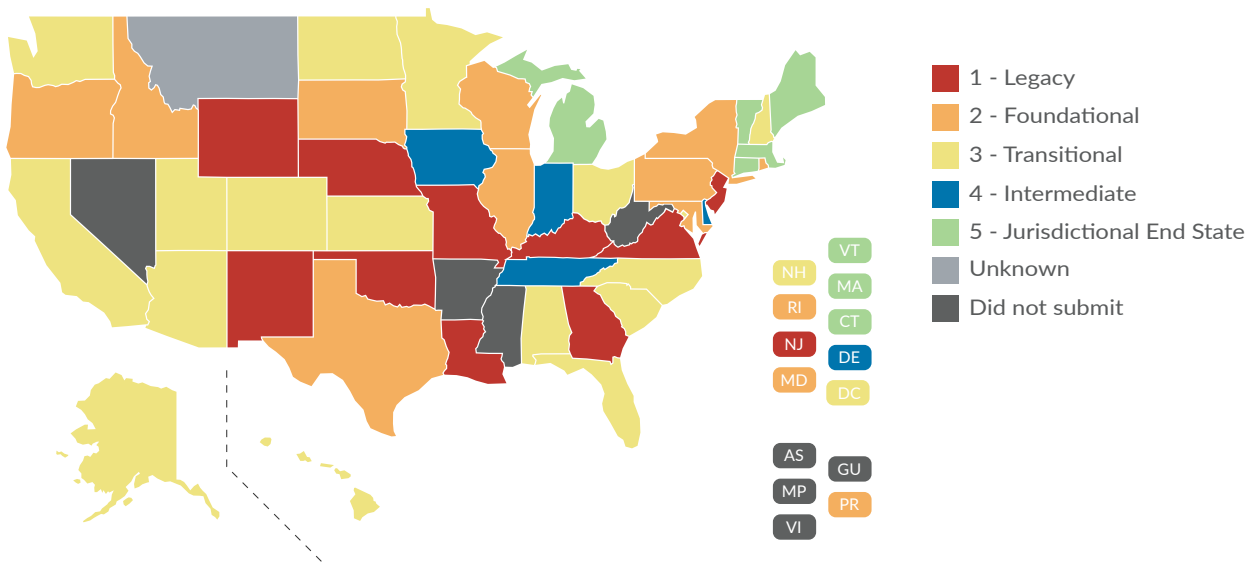 1 - Legacy
2 - Foundational
3 - Transitional
4 - Intermediate
5 - Jurisdictional End State
Unknown
Did not submit
VT
NH
MA
RI
CT
NJ
DE
MD
DC
AS
GU
MP
PR
VI